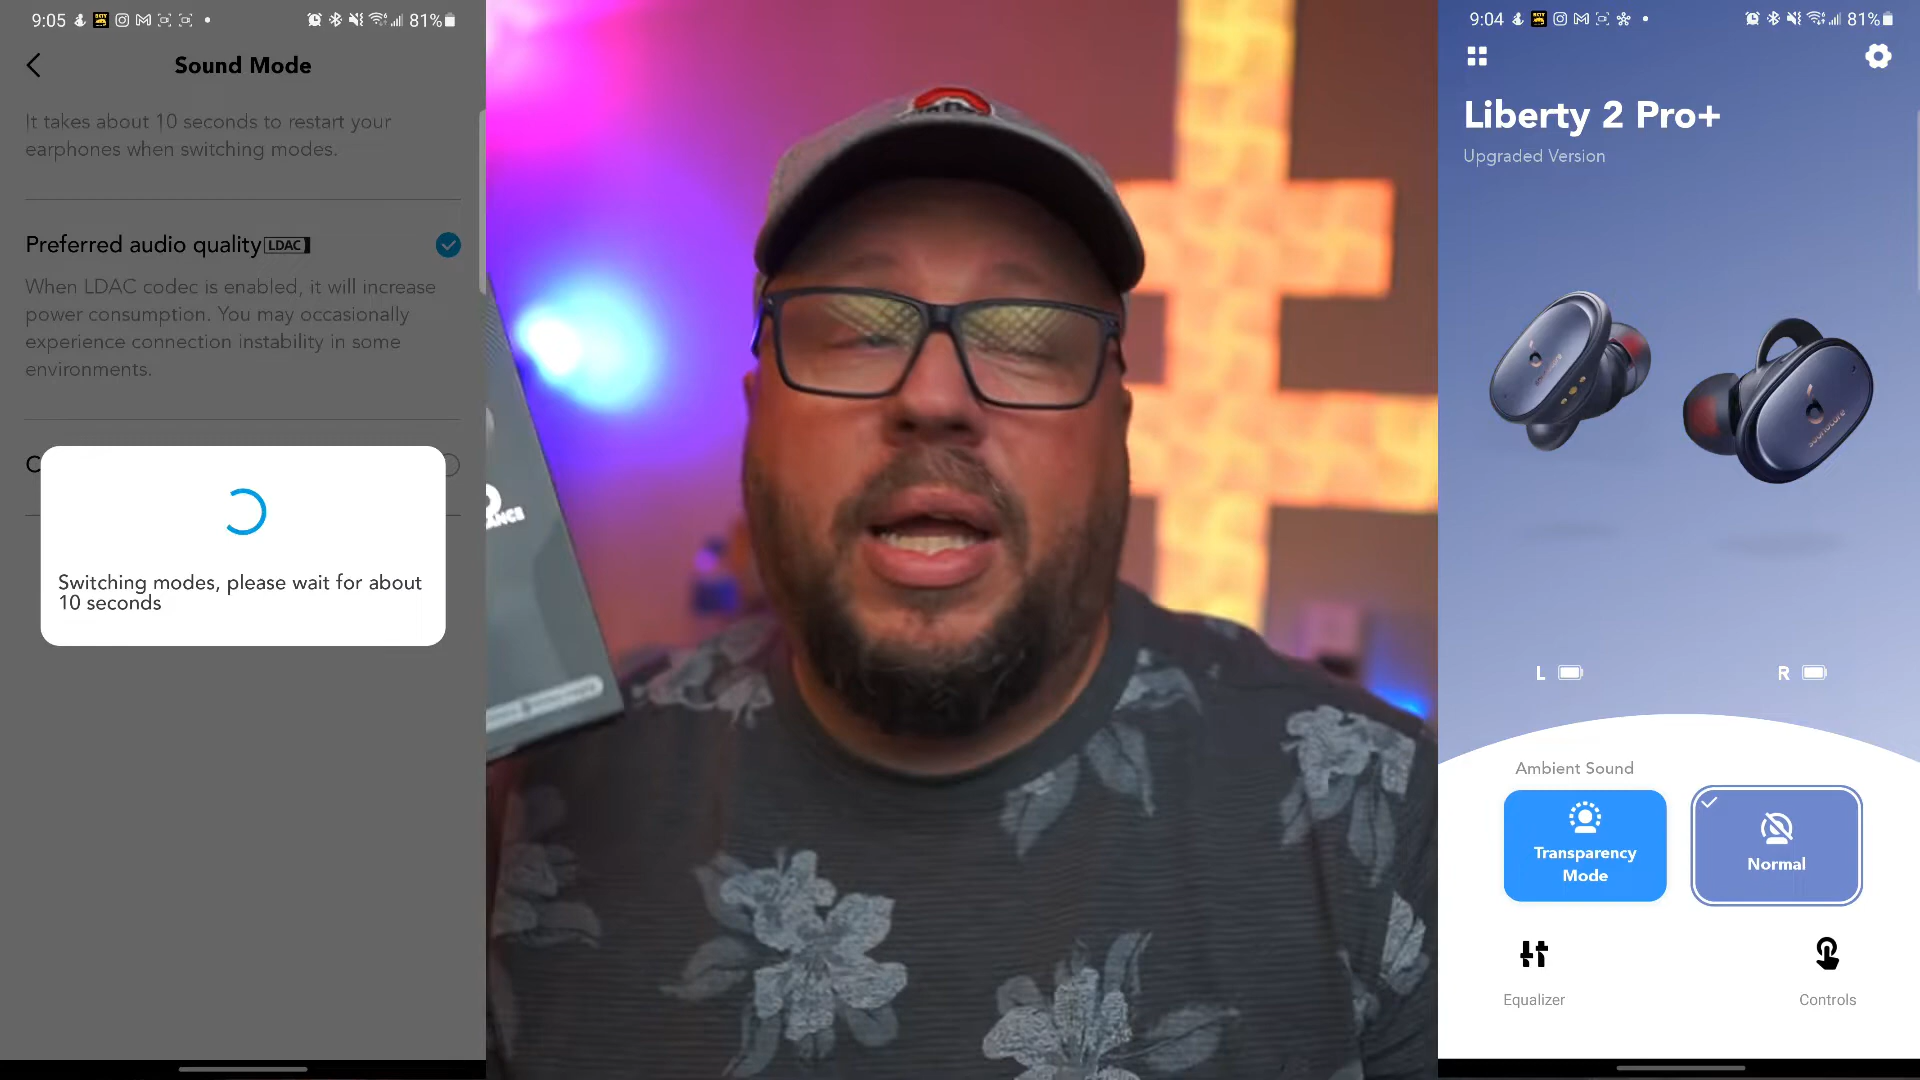 9:05
81%
Sound Mode
It takes about 10 seconds to restart your
earphones when switching modes.
Preferred audio quality LDAC
When LDAC codec is enabled, it will increase
power consumption. You may occasionally
experience connection instability in some
environments.
C
Switching modes, please wait for about
10 seconds
9:04
81%
Liberty 2 Pro+
Upgraded Version
soundcore
L
R
Ambient Sound
Transparency
Mode
Normal
Equalizer
Controls